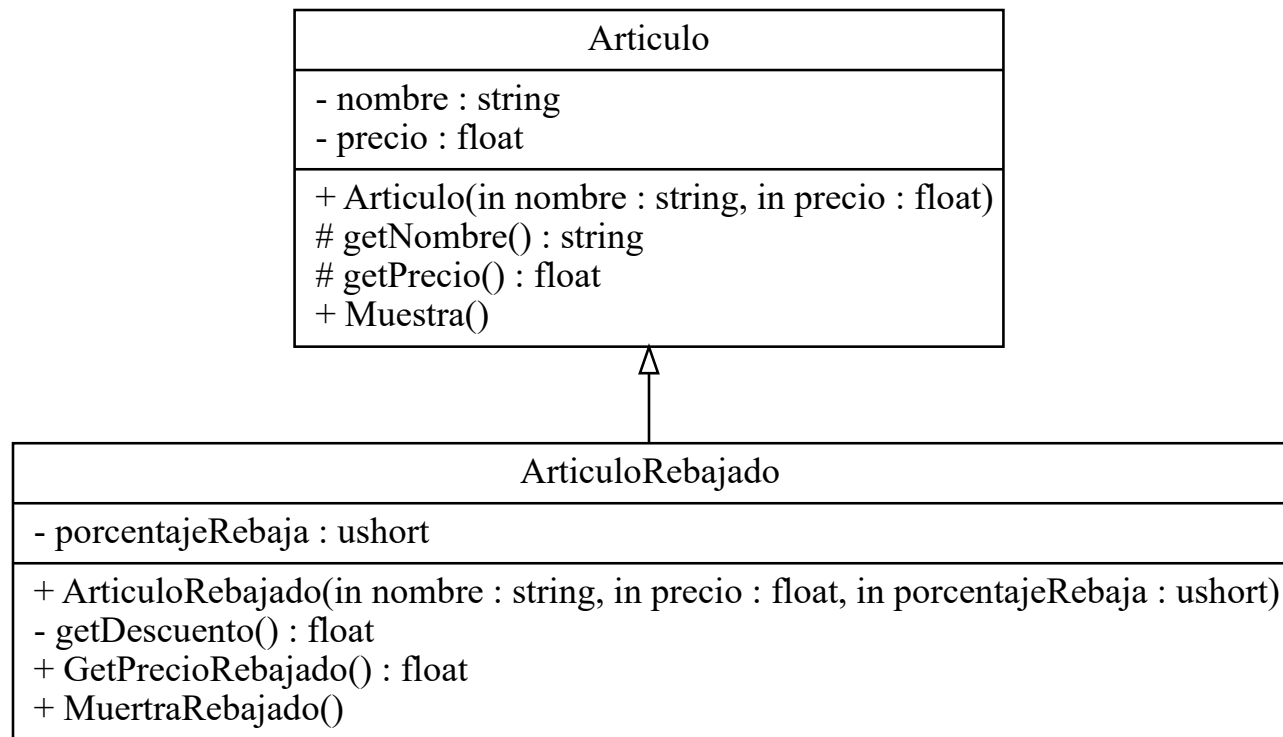 Articulo
- nombre : string
- precio : float
+ Articulo(in nombre : string, in precio : float)
# getNombre() : string
# getPrecio() : float
+ Muestra()
ArticuloRebajado
- porcentajeRebaja : ushort
+ ArticuloRebajado(in nombre : string, in precio : float, in porcentajeRebaja : ushort)
- getDescuento() : float
+ GetPrecioRebajado() : float
+ MuertraRebajado()